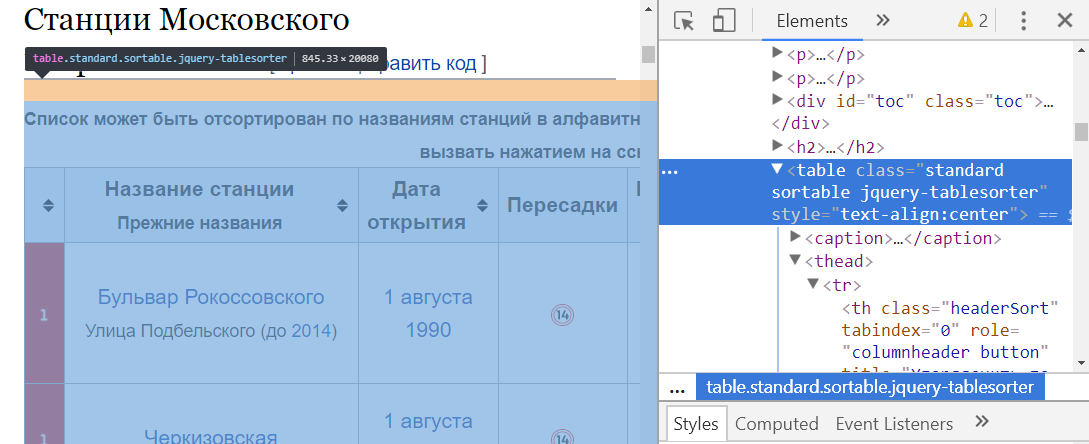 Станции Московского
table.standard.sortable.jquery-tablesorter | 845.33 × 20080
авить код ]
Список может быть отсортирован по названиям станций в алфавитн
вызвать нажатием на ссы
Название станции
Прежние названия
Дата
открытия
Пересадки
1
Бульвар Рокоссовского
Улица Подбельского (до 2014)
1 августа
1990
14
1
Черкизовская
1 августа
14
Elements
2
<p>…</p>
<p>…</p>
<div id="toc" class="toc">…
</div>
<h2>…</h2>
...
<table class="standard
sortable jquery-tablesorter"
style="text-align:center"> == $
<caption>…</caption>
<thead>
<tr>
<th class="headerSort"
tabindex="0" role=
"columnheader button"
... table.standard.sortable.jquery-tablesorter
Styles Computed Event Listeners